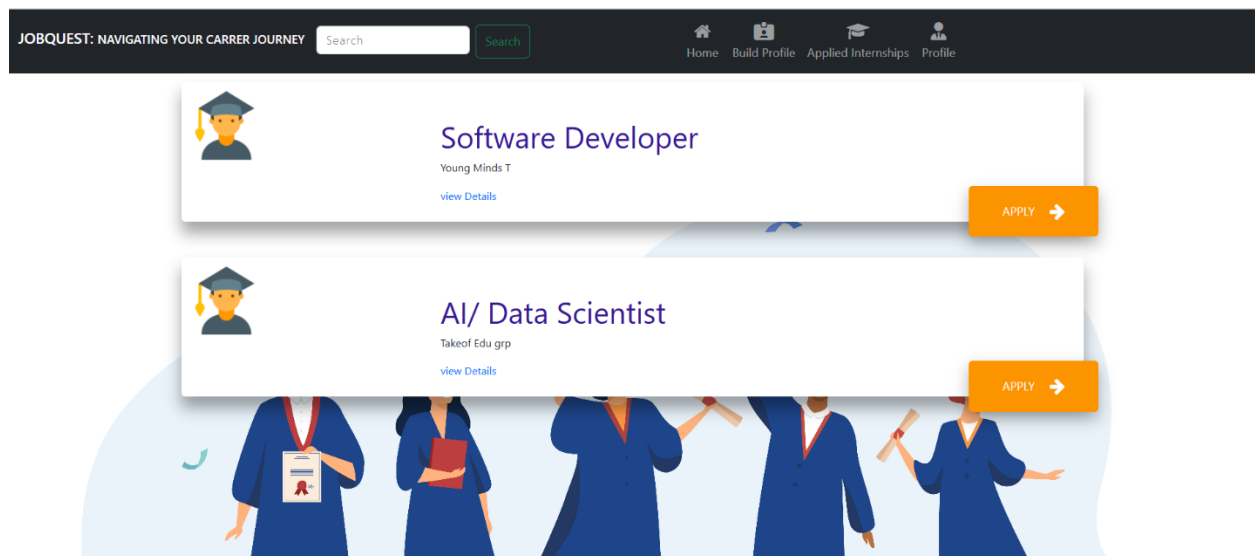 JOBQUEST: NAVIGATING YOUR CARRER JOURNEY Search Search
Home Build Profile Applied Internships Profile
Software Developer
Young Minds T
view Details
APPLY
AI/ Data Scientist
Takeof Edu grp
view Details
APPLY